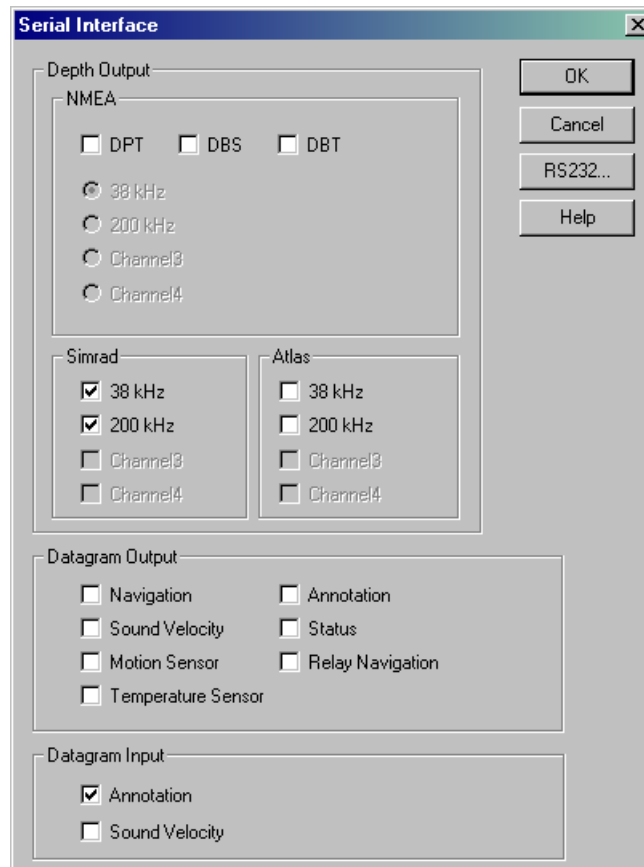 Serial Interface
Depth Output
OK
NMEA
Cancel
DPT DBS DBT
RS232...
38 kHz
200 kHz
Help
Channel3
Channel4
Simrad
38 kHz
200 kHz
Channel3
Channel4
Atlas
38 kHz
200 kHz
Channel3
Channel4
Datagram Output
Navigation
Sound Velocity
Motion Sensor
Temperature Sensor
Annotation
Status
Relay Navigation
Datagram Input
Annotation
Sound Velocity